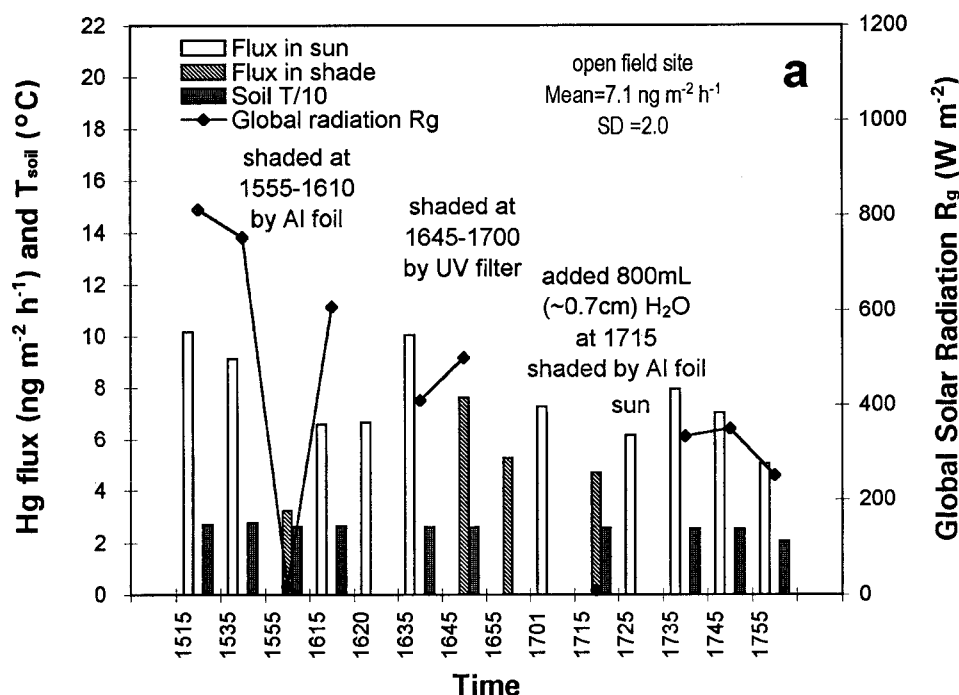 Hg flux (ng m⁻² h⁻¹) and Tsoil (°C)
22
20
18
16
14
12
10
8
6
4
2
0
Flux in sun
Flux in shade
Soil T/10
Global radiation Rg
open field site
Mean=7.1 ng m⁻² h⁻¹
SD =2.0
a
shaded at
1555-1610
by Al foil
shaded at
1645-1700
by UV filter
added 800mL
(~0.7cm) H₂O
at 1715
shaded by Al foil
sun
1200
1000
800
600
400
200
0
Global Solar Radiation Rg (W m⁻²)
1515
1535
1555
1615
1620
1635
1645
1655
1701
1715
1725
1735
1745
1755
Time